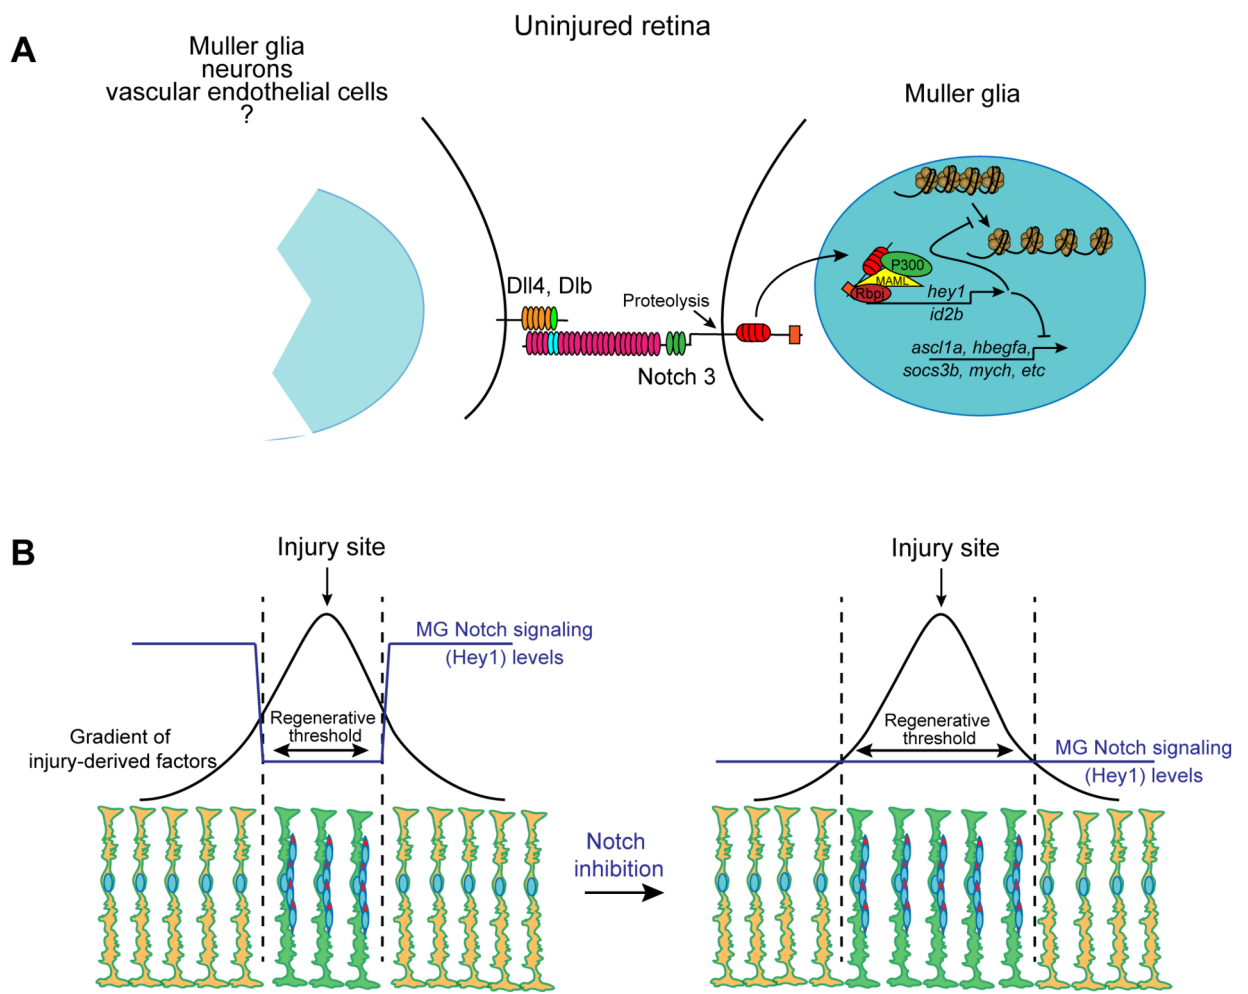 Uninjured retina
A
Muller glia
neurons
vascular endothelial cells
?
Muller glia
Dll4, Dlb
Proteolysis
Notch 3
P300
MAML
Rbpj
hey1
id2b
ascl1a, hbegfa,
socs3b, mych, etc
B
Injury site
MG Notch signaling
(Hey1) levels
Regenerative
threshold
Gradient of
injury-derived factors
Notch
inhibition
Injury site
Regenerative
threshold
MG Notch signaling
(Hey1) levels